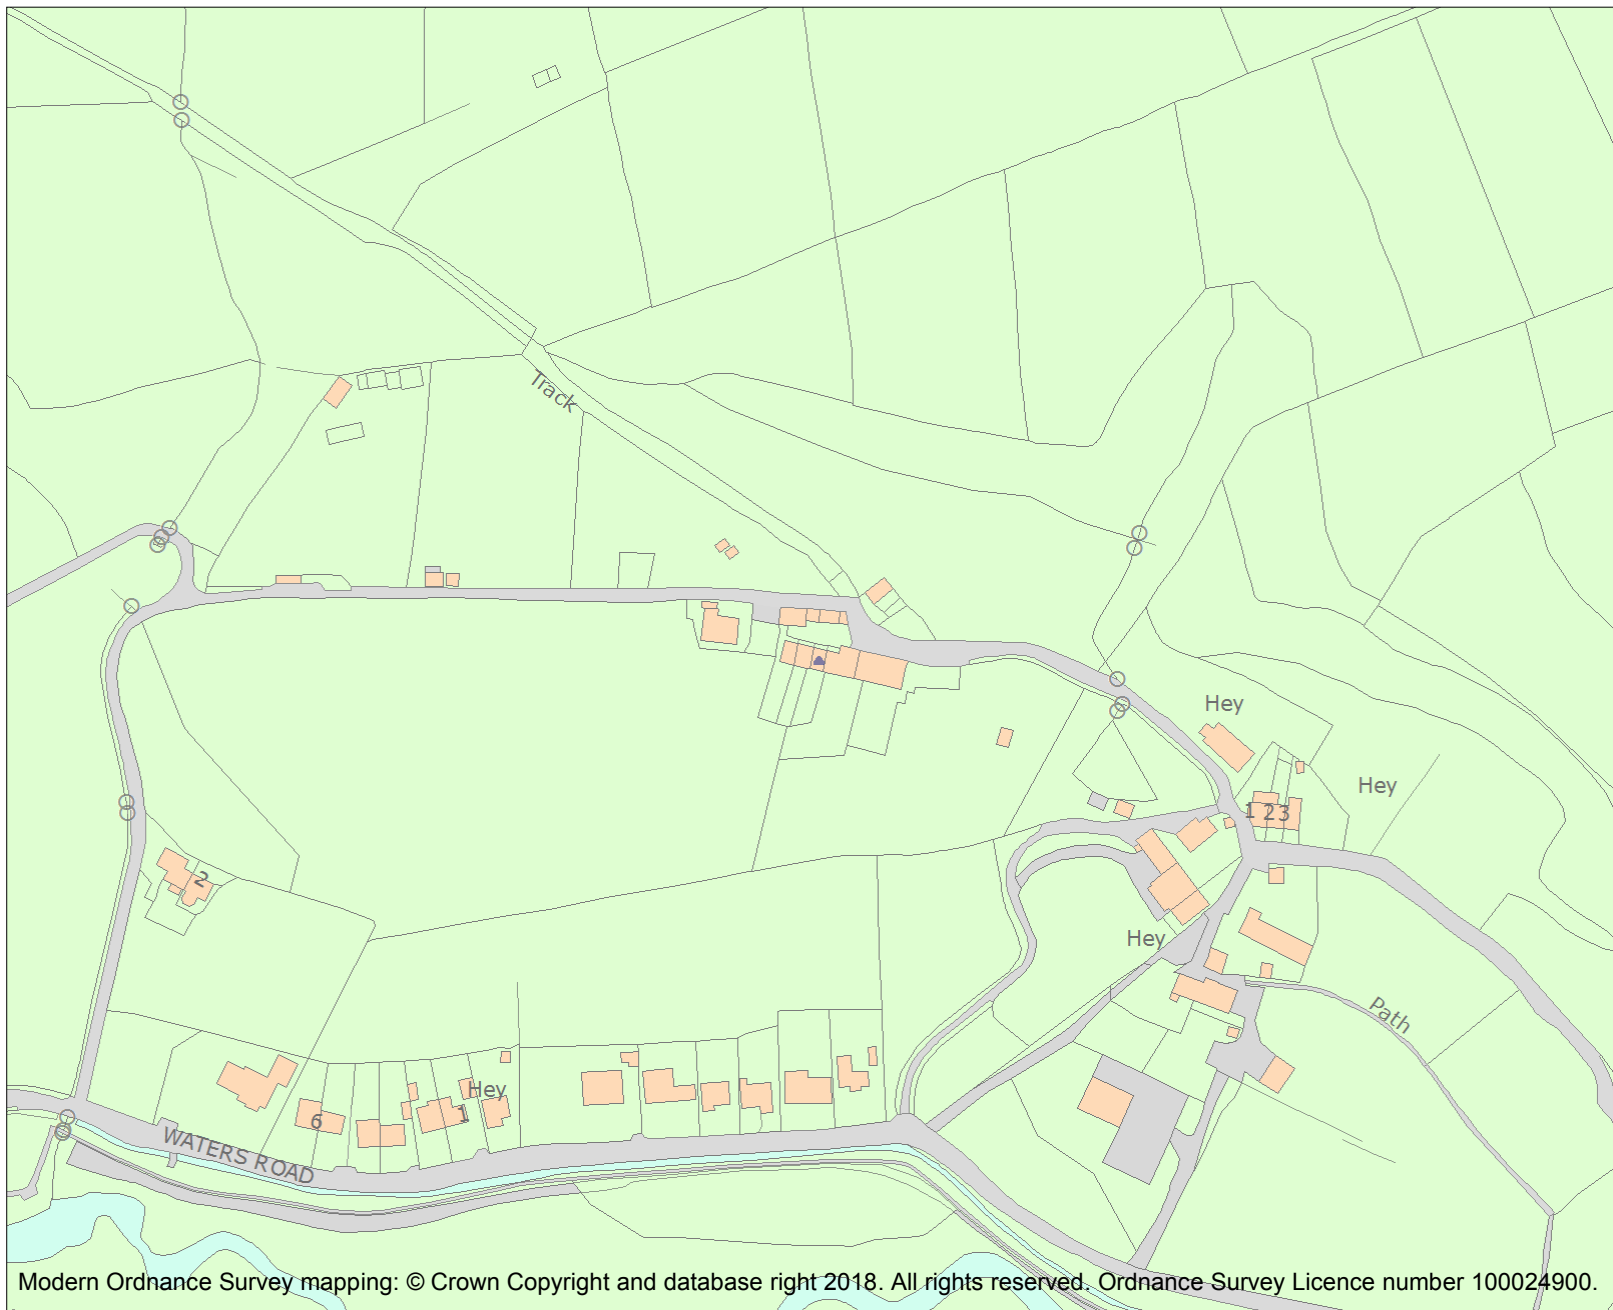 Track
Hey
Hey
1 2 3
2
Hey
Path
Hey
6
1
WATERS ROAD
Modern Ordnance Survey mapping: © Crown Copyright and database right 2018. All rights reserved. Ordnance Survey Licence number 100024900.